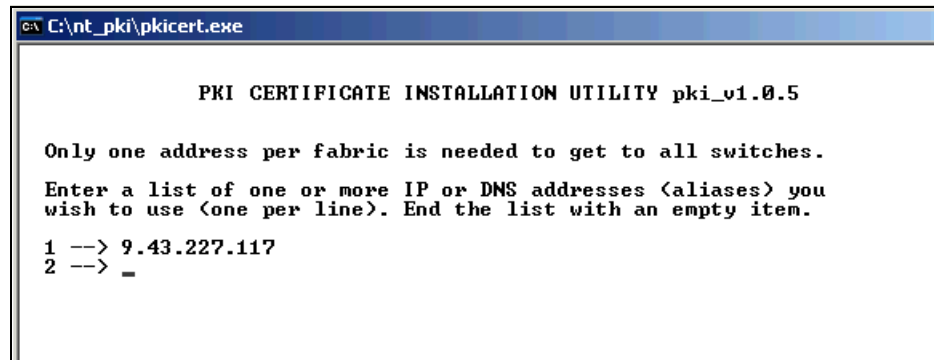 C:\nt_pki\pkicert.exe
PKI CERTIFICATE INSTALLATION UTILITY pki_v1.0.5
Only one address per fabric is needed to get to all switches.
Enter a list of one or more IP or DNS addresses (aliases) you
wish to use (one per line). End the list with an empty item.
1 --> 9.43.227.117
2 --> _